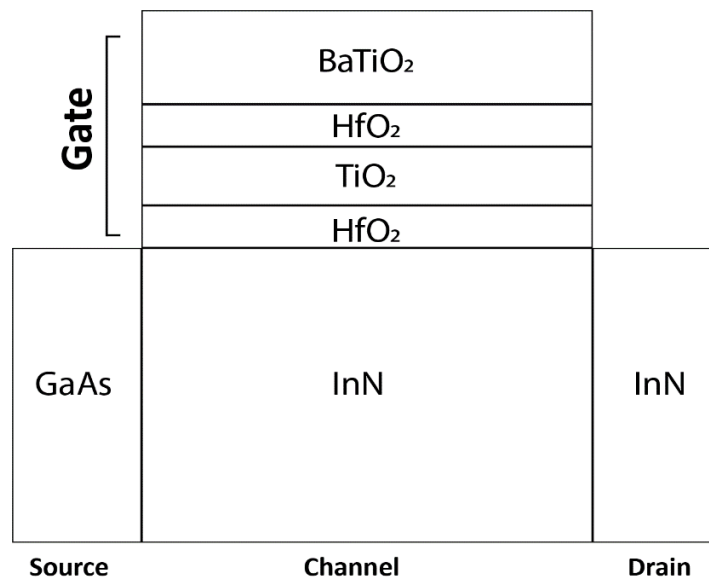 Gate
BaTiO₂
HfO₂
TiO₂
HfO₂
GaAs
InN
InN
Source
Channel
Drain